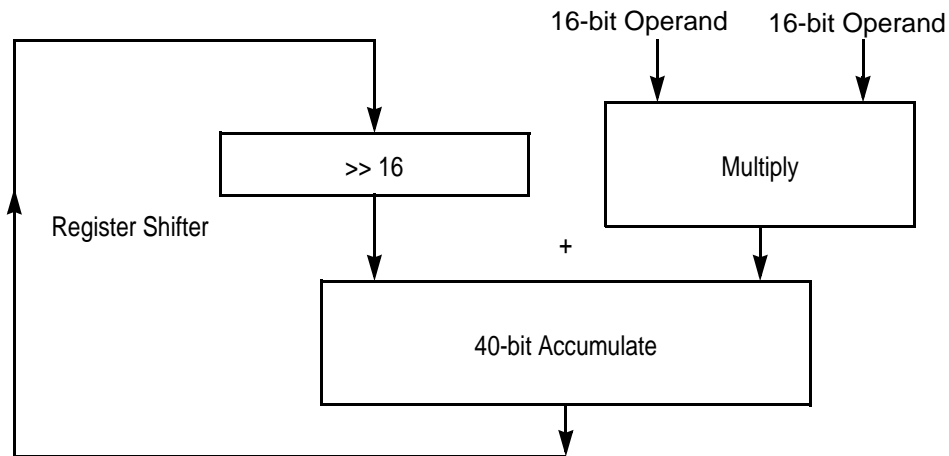 16-bit Operand
16-bit Operand
>> 16
Multiply
Register Shifter
+
40-bit Accumulate